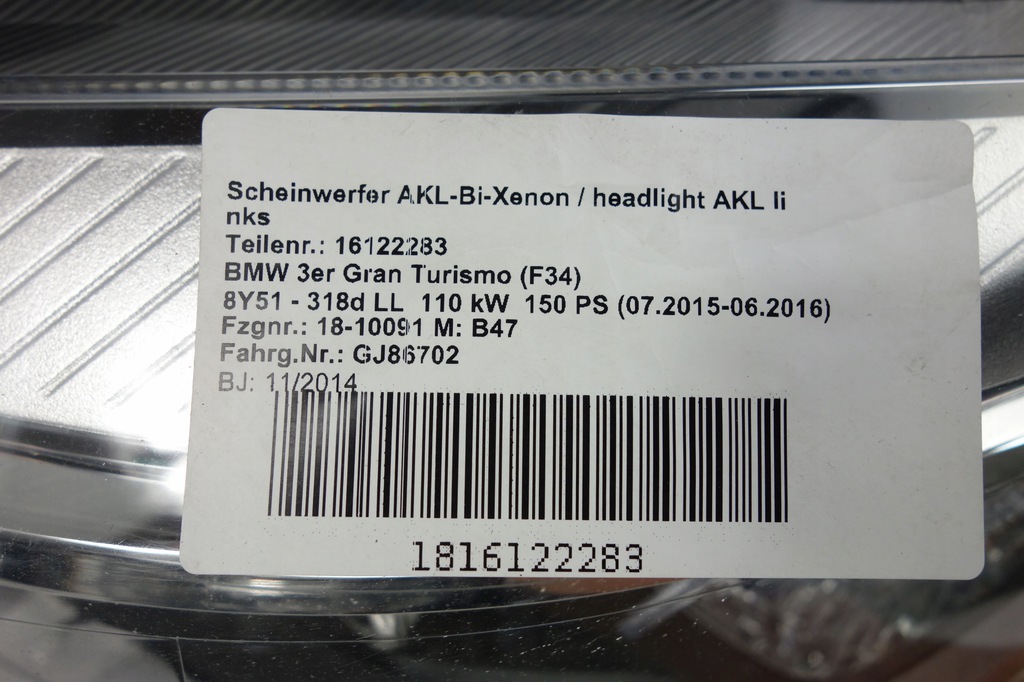 Scheinwerfer AKL-Bi-Xenon / headlight AKL li
nks
Teilenr.: 16122283
BMW 3er Gran Turismo (F34)
8Y51 - 318d LL 110 kW 150 PS (07.2015-06.2016)
Fzgnr.: 18-10091 M: B47
Fahrg.Nr.: GJ86702
BJ: 11/2014
1816122283